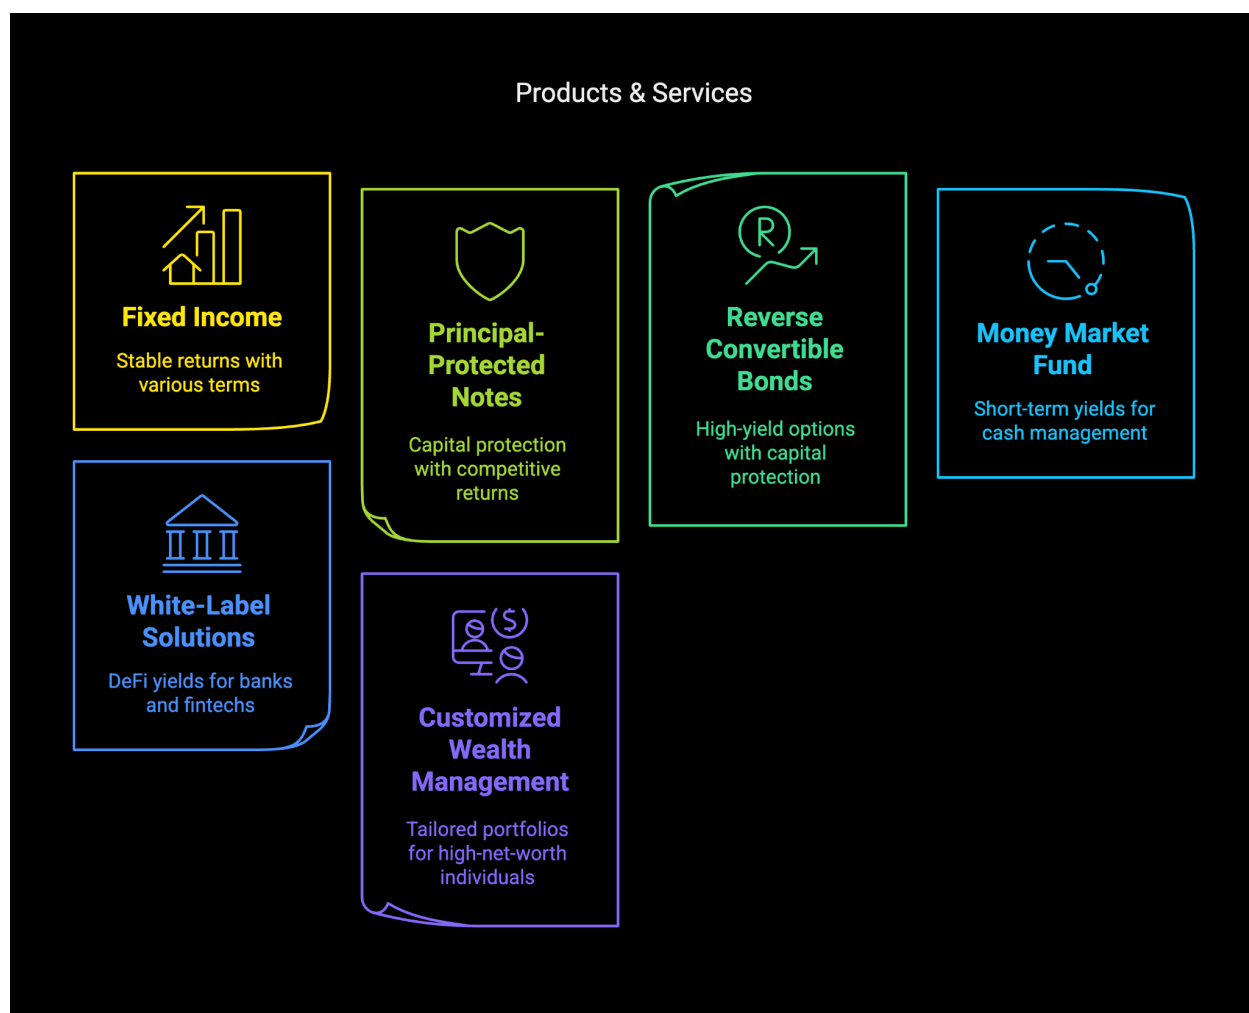 Products & Services
Fixed Income
Stable returns with
various terms
Principal-
Protected
Notes
Capital protection
with competitive
returns
R
Reverse
Convertible
Bonds
High-yield options
with capital
protection
Money Market
Fund
Short-term yields for
cash management
White-Label
Solutions
DeFi yields for banks
and fintechs
$
Customized
Wealth
Management
Tailored portfolios
for high-net-worth
individuals